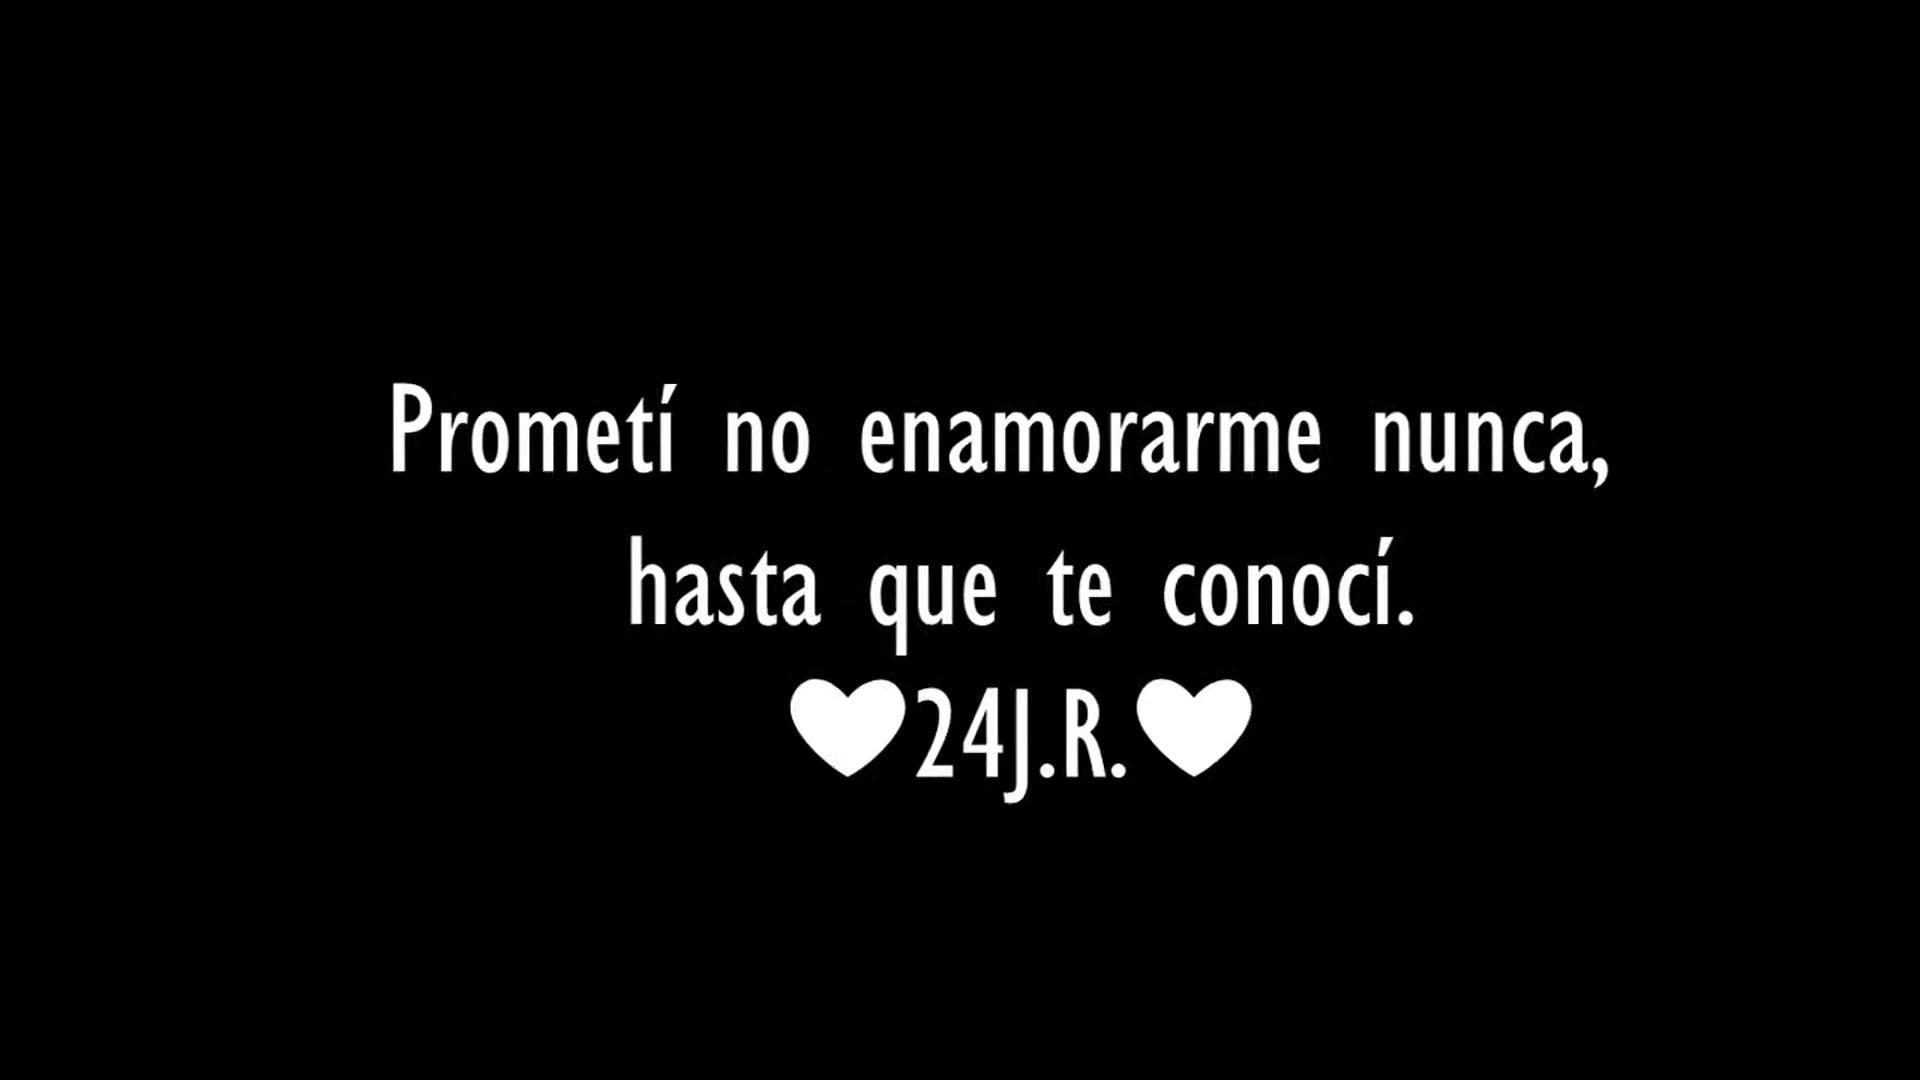 Prometí no enamorarme nunca,
hasta que te conocí.
♥24J.R.♥